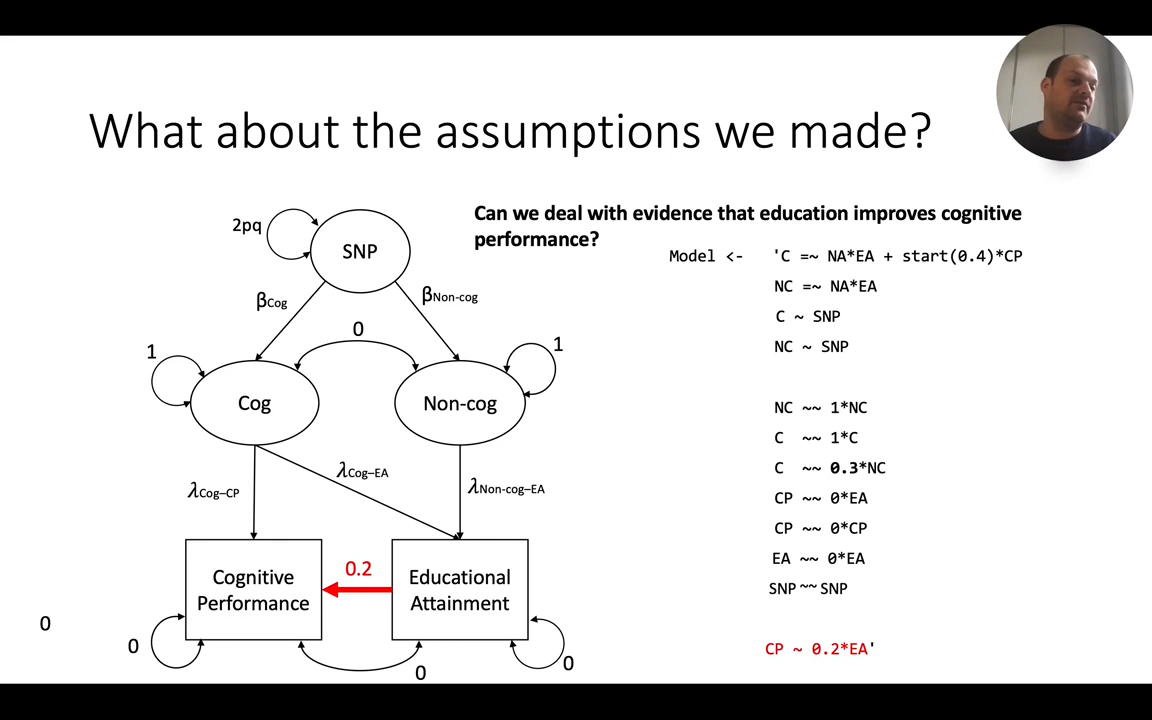 What about the assumptions we made?
Can we deal with evidence that education improves cognitive
performance?
2pq
SNP
βCog
βNon-cog
0
1
1
Cog
Non-cog
λCog–CP
λCog–EA
λNon-cog–EA
0.2
Cognitive
Performance
Educational
Attainment
0
0
0
0
Model <- 'C =~ NA*EA + start(0.4)*CP
NC =~ NA*EA
C ~ SNP
NC ~ SNP
NC ~~ 1*NC
C ~~ 1*C
C ~~ 0.3*NC
CP ~~ 0*EA
CP ~~ 0*CP
EA ~~ 0*EA
SNP ~~ SNP
CP ~ 0.2*EA'